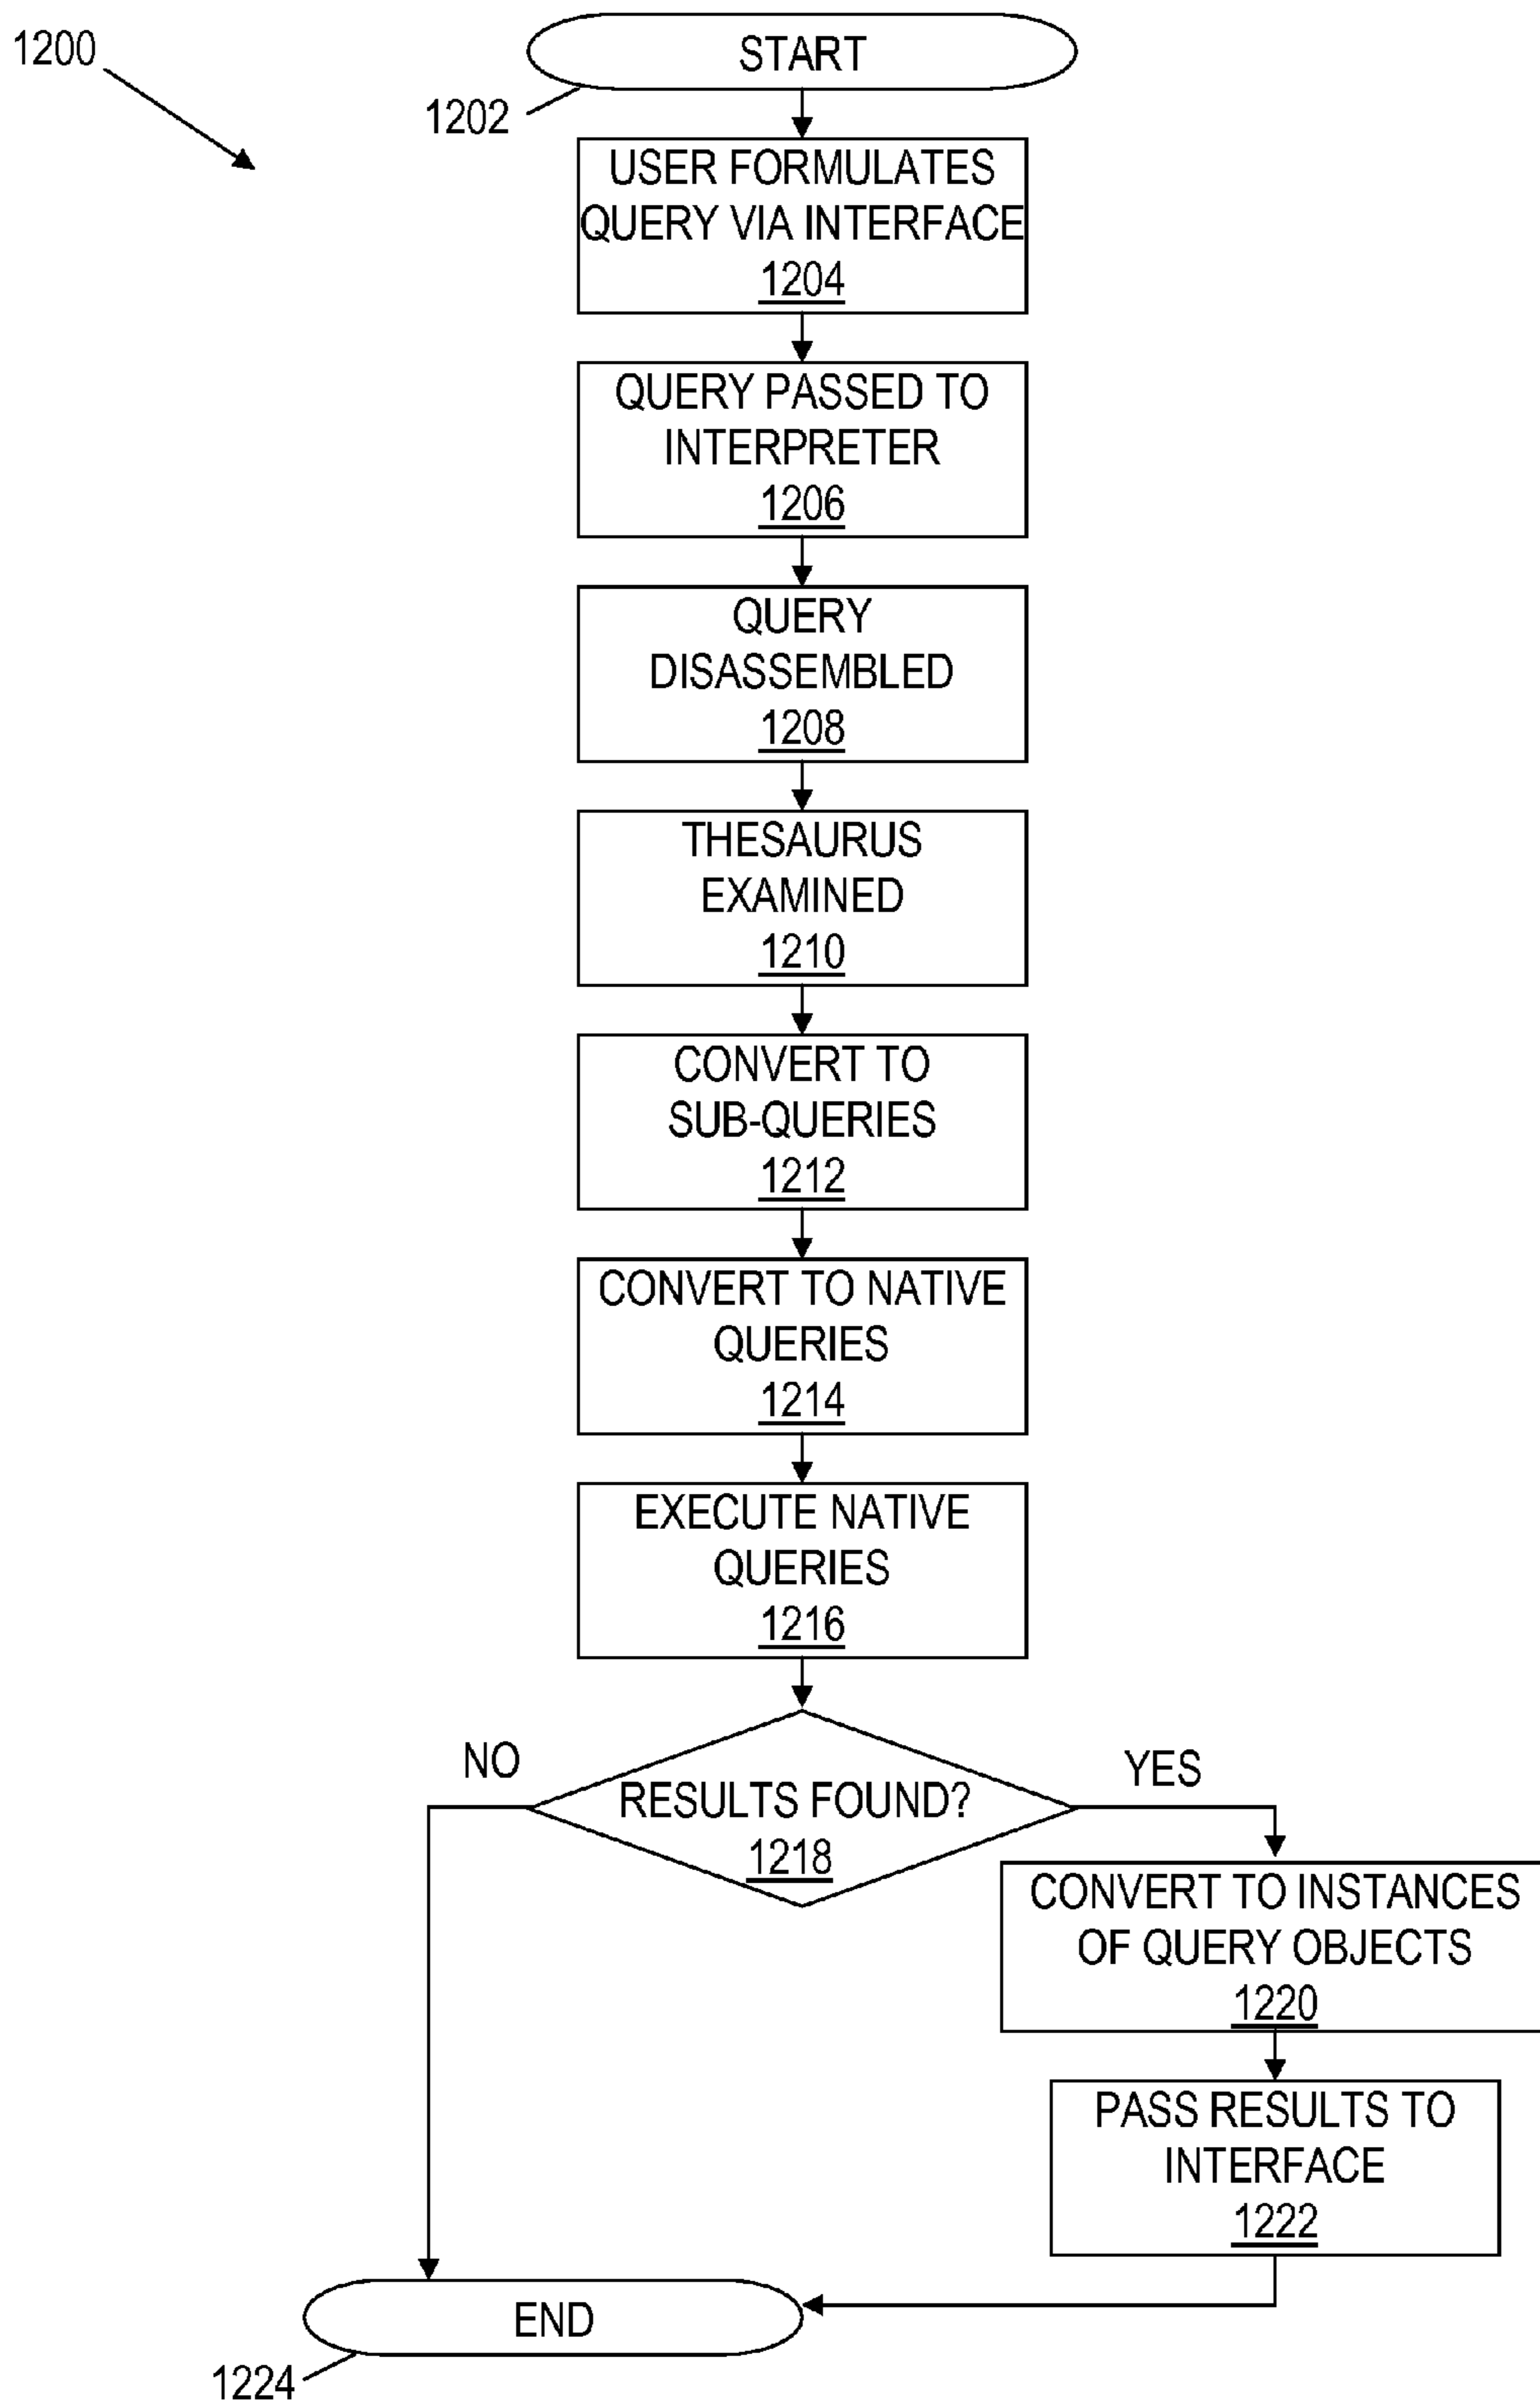 1200
START
1202
USER FORMULATES
QUERY VIA INTERFACE
1204
QUERY PASSED TO
INTERPRETER
1206
QUERY
DISASSEMBLED
1208
THESAURUS
EXAMINED
1210
CONVERT TO
SUB-QUERIES
1212
CONVERT TO NATIVE
QUERIES
1214
EXECUTE NATIVE
QUERIES
1216
NO
YES
RESULTS FOUND?
1218
CONVERT TO INSTANCES
OF QUERY OBJECTS
1220
PASS RESULTS TO
INTERFACE
1222
END
1224